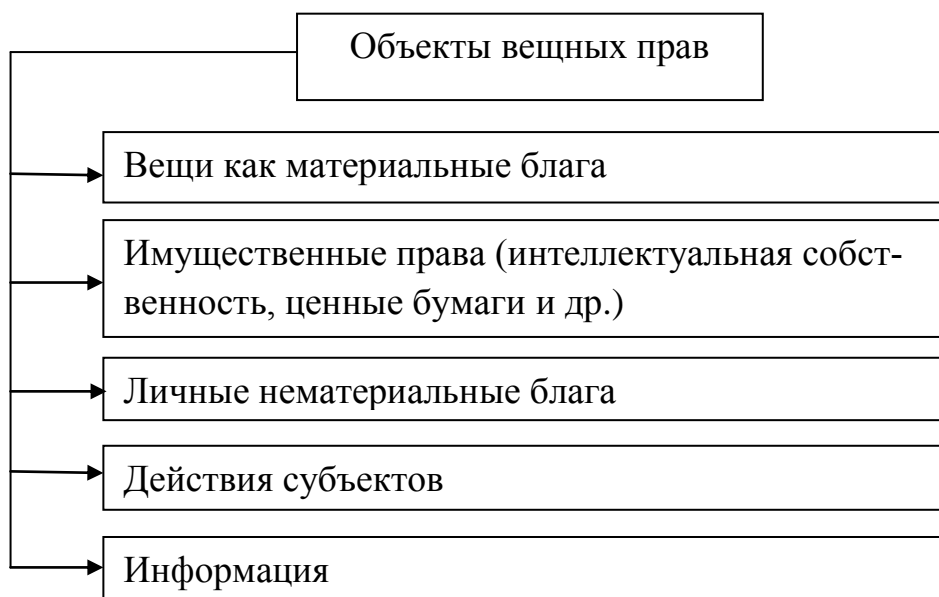 Объекты вещных прав
Вещи как материальные блага
Имущественные права (интеллектуальная собст-
венность, ценные бумаги и др.)
Личные нематериальные блага
Действия субъектов
Информация